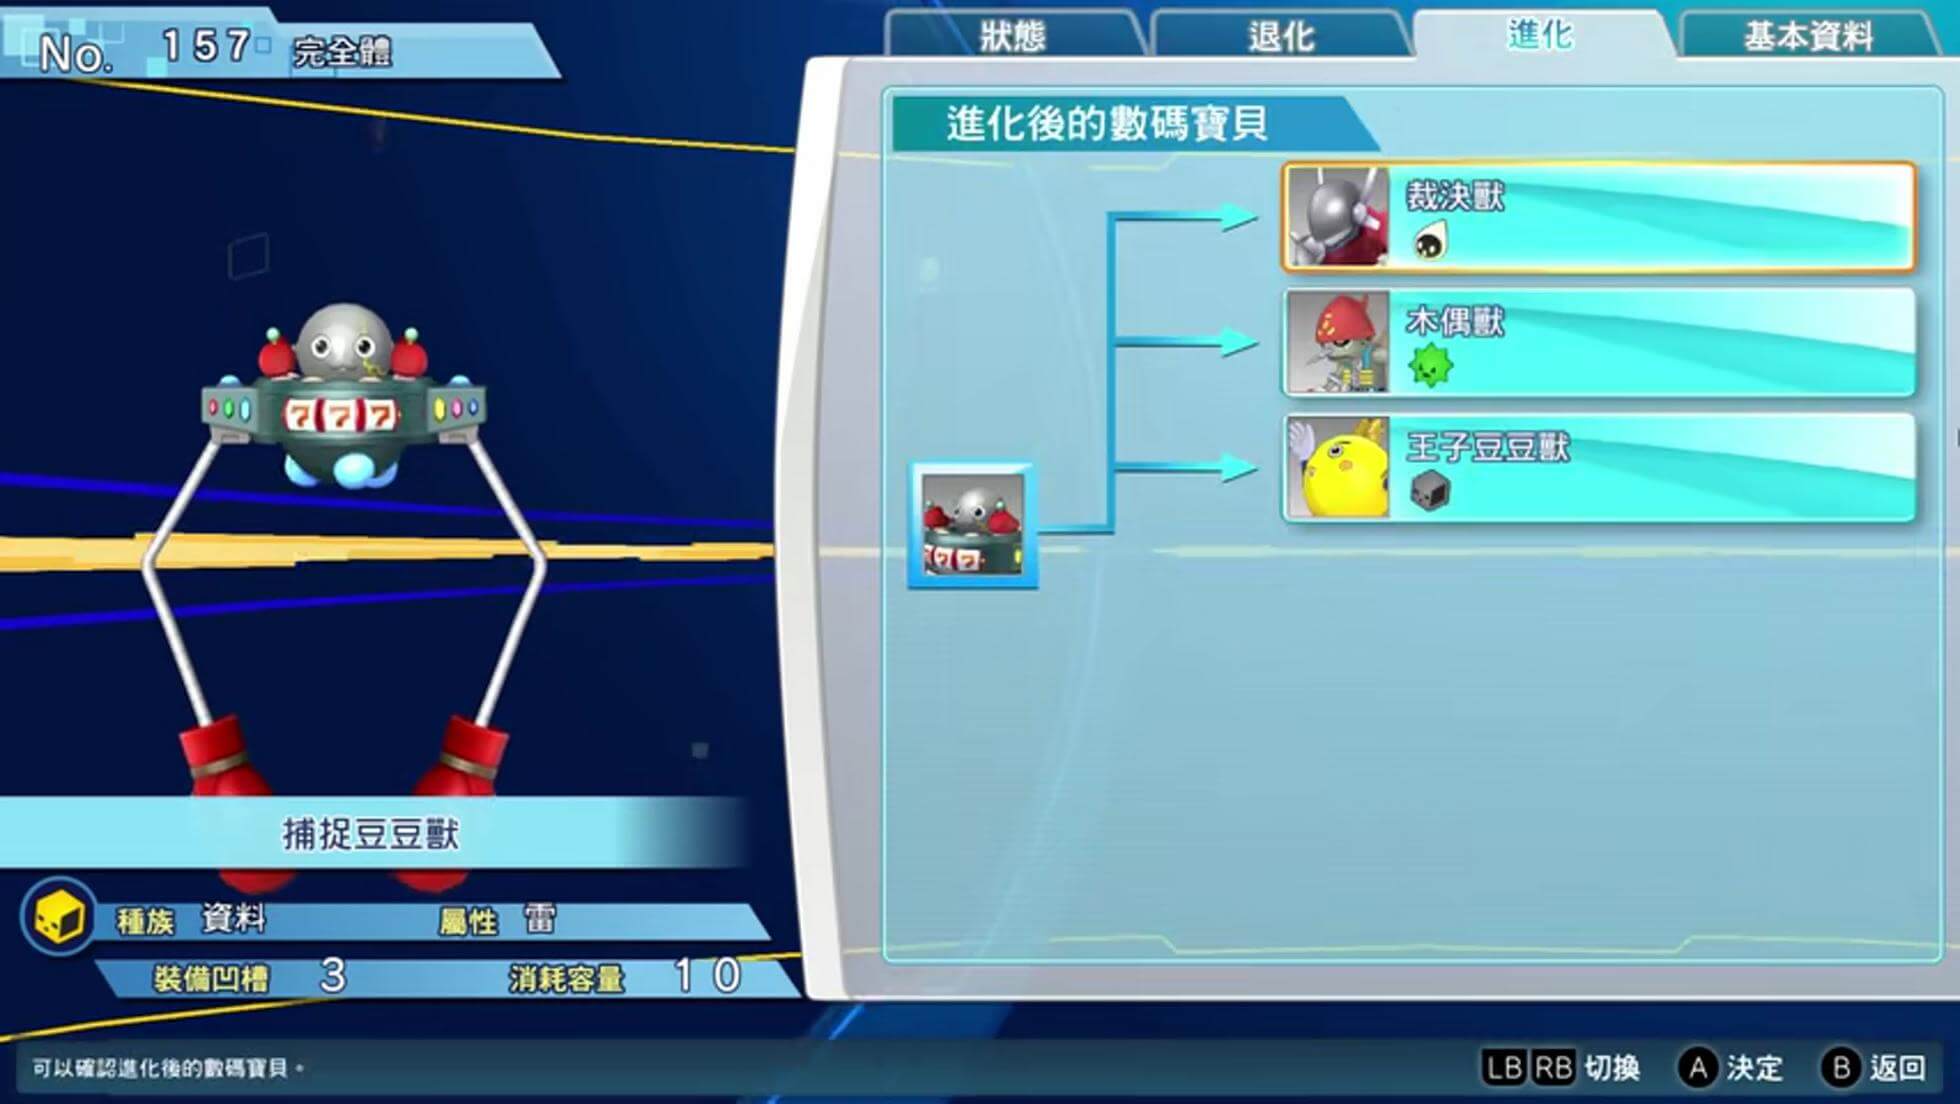 No. 157 完全體
狀態 退化 進化 基本資料
進化後的數碼寶貝
裁決獸
木偶獸
王子豆豆獸
777
捕捉豆豆獸
種族 資料 屬性 雷
裝備凹槽 3 消耗容量 10
可以確認進化後的數碼寶貝。
LB RB 切換 A 決定 B 返回